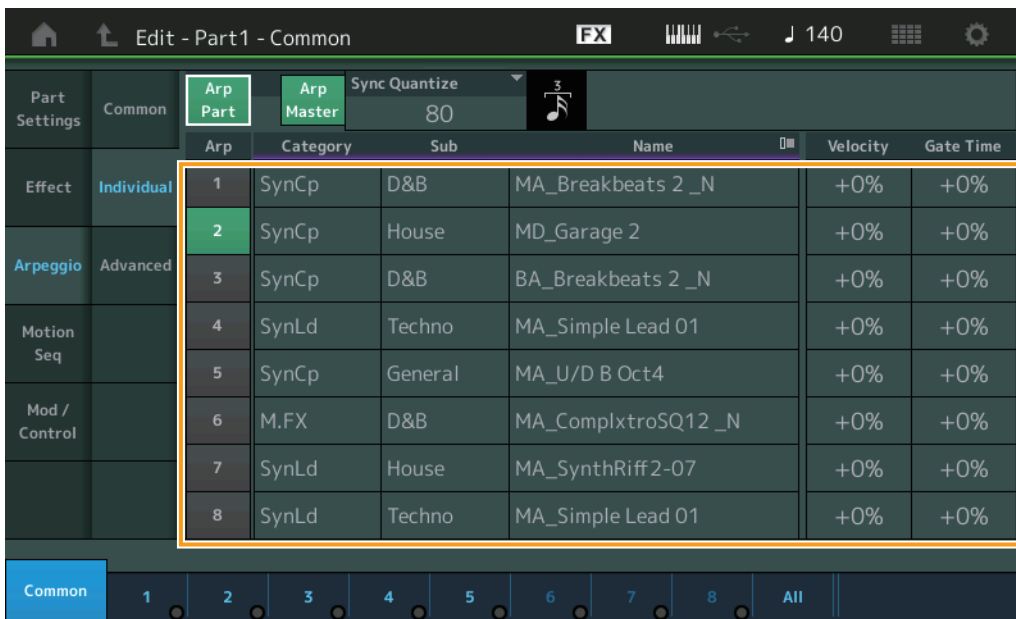 Edit - Part1 - Common
FX
♩ 140
Part Settings
Common
Arp Part
Arp Master
Sync Quantize
80
3
Arp Category Sub Name Velocity Gate Time
Effect
Individual
Arpeggio
Advanced
Motion Seq
Mod / Control
1 SynCp D&B MA_Breakbeats 2 _N +0% +0%
2 SynCp House MD_Garage 2 +0% +0%
3 SynCp D&B BA_Breakbeats 2 _N +0% +0%
4 SynLd Techno MA_Simple Lead 01 +0% +0%
5 SynCp General MA_U/D B Oct4 +0% +0%
6 M.FX D&B MA_ComplxtroSQ12 _N +0% +0%
7 SynLd House MA_SynthRiff2-07 +0% +0%
8 SynLd Techno MA_Simple Lead 01 +0% +0%
Common 1 2 3 4 5 6 7 8 All